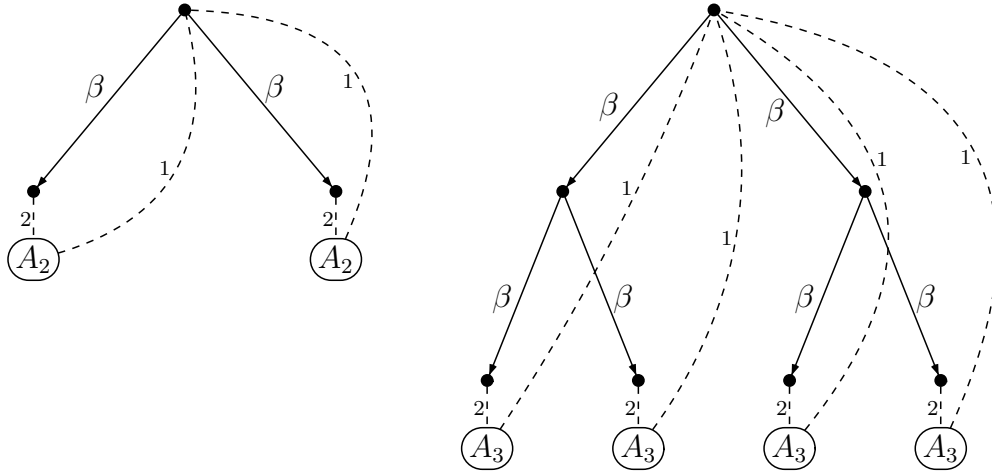 β β 1
1
2 2
A₂ A₂
β β
1 1 1
1
β β β β
2 2 2 2
A₃ A₃ A₃ A₃